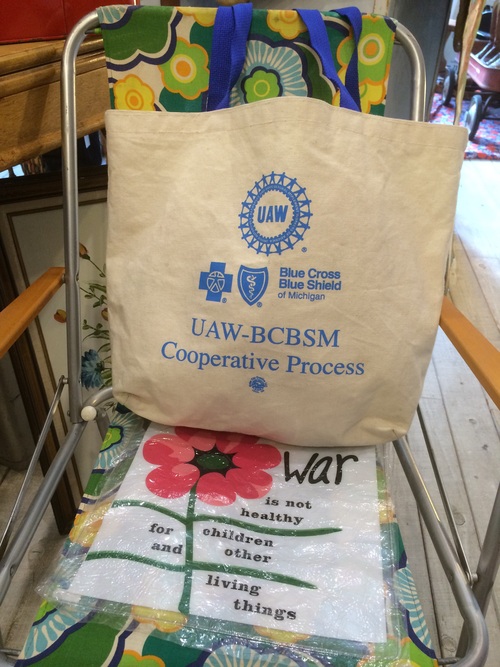 UAW
Blue Cross
Blue Shield
of Michigan
UAW-BCBSM
Cooperative Process
war
is not
healthy
for children
and other
living
things